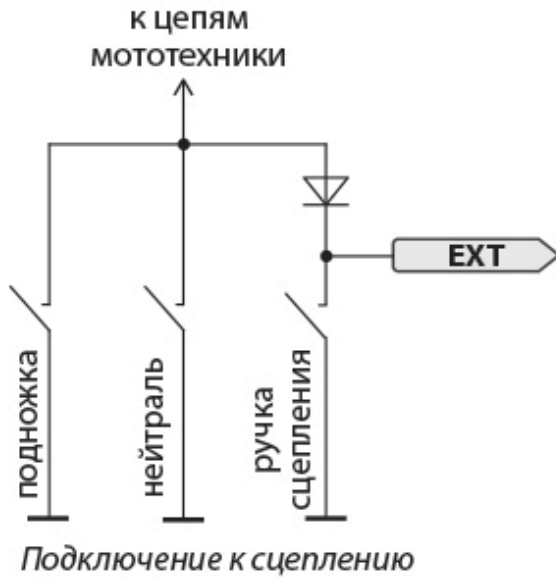 к цепям
мототехники
EXT
подножка
нейтраль
ручка
сцепления
Подключение к сцеплению